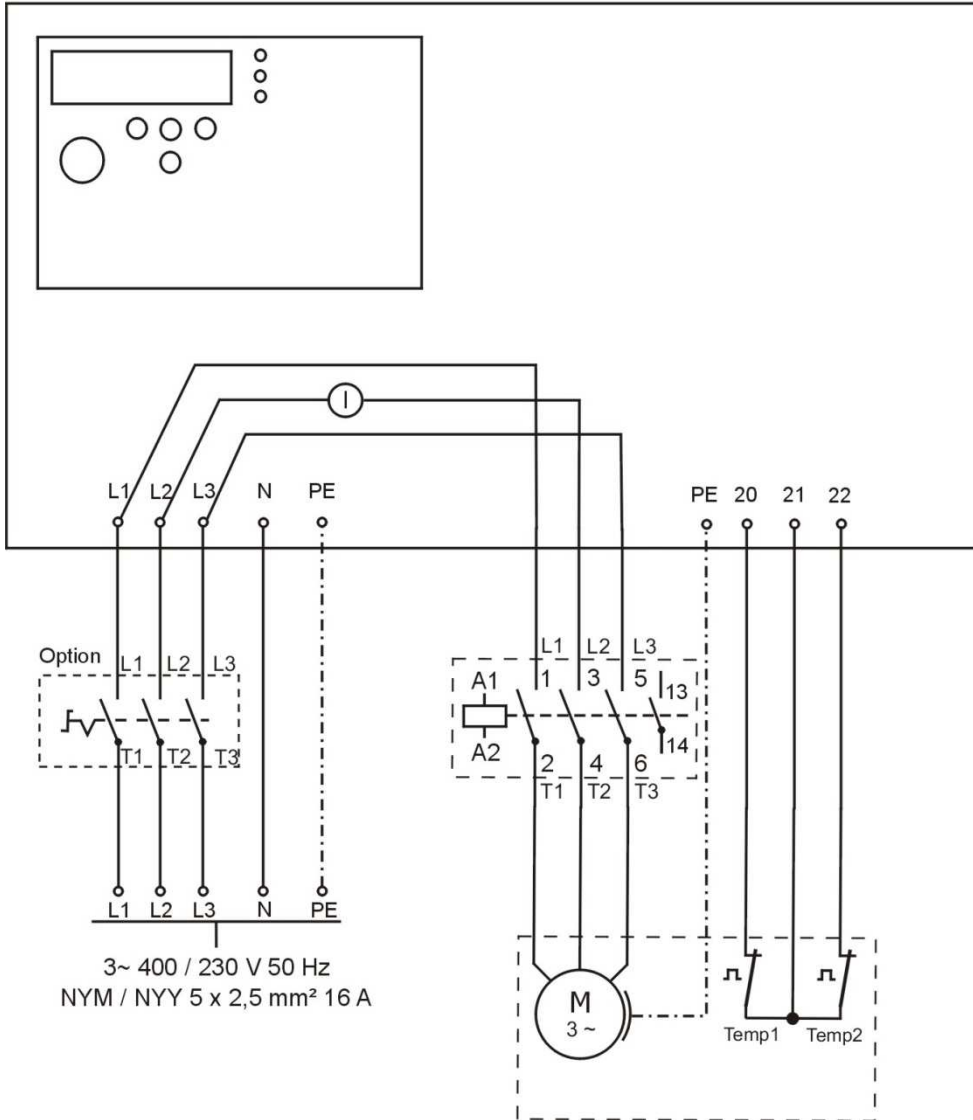 I
L1 L2 L3 N PE
PE 20 21 22
Option L1 L2 L3
T1 T2 T3
L1 L2 L3
A1 1 3 5 13
A2 2 4 6 14
T1 T2 T3
L1 L2 L3 N PE
3~ 400 / 230 V 50 Hz
NYM / NYY 5 x 2,5 mm² 16 A
M
3 ~
Temp1 Temp2